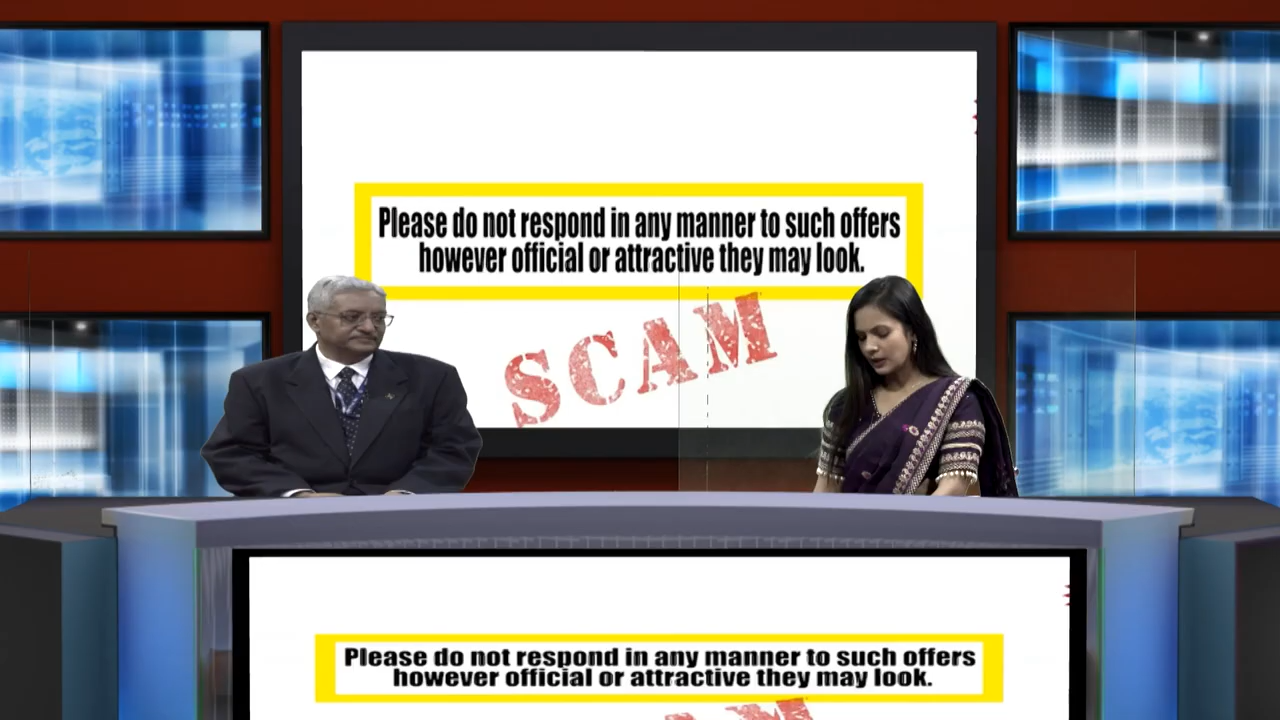 Please do not respond in any manner to such offers
however official or attractive they may look.
SCAM
Please do not respond in any manner to such offers
however official or attractive they may look.